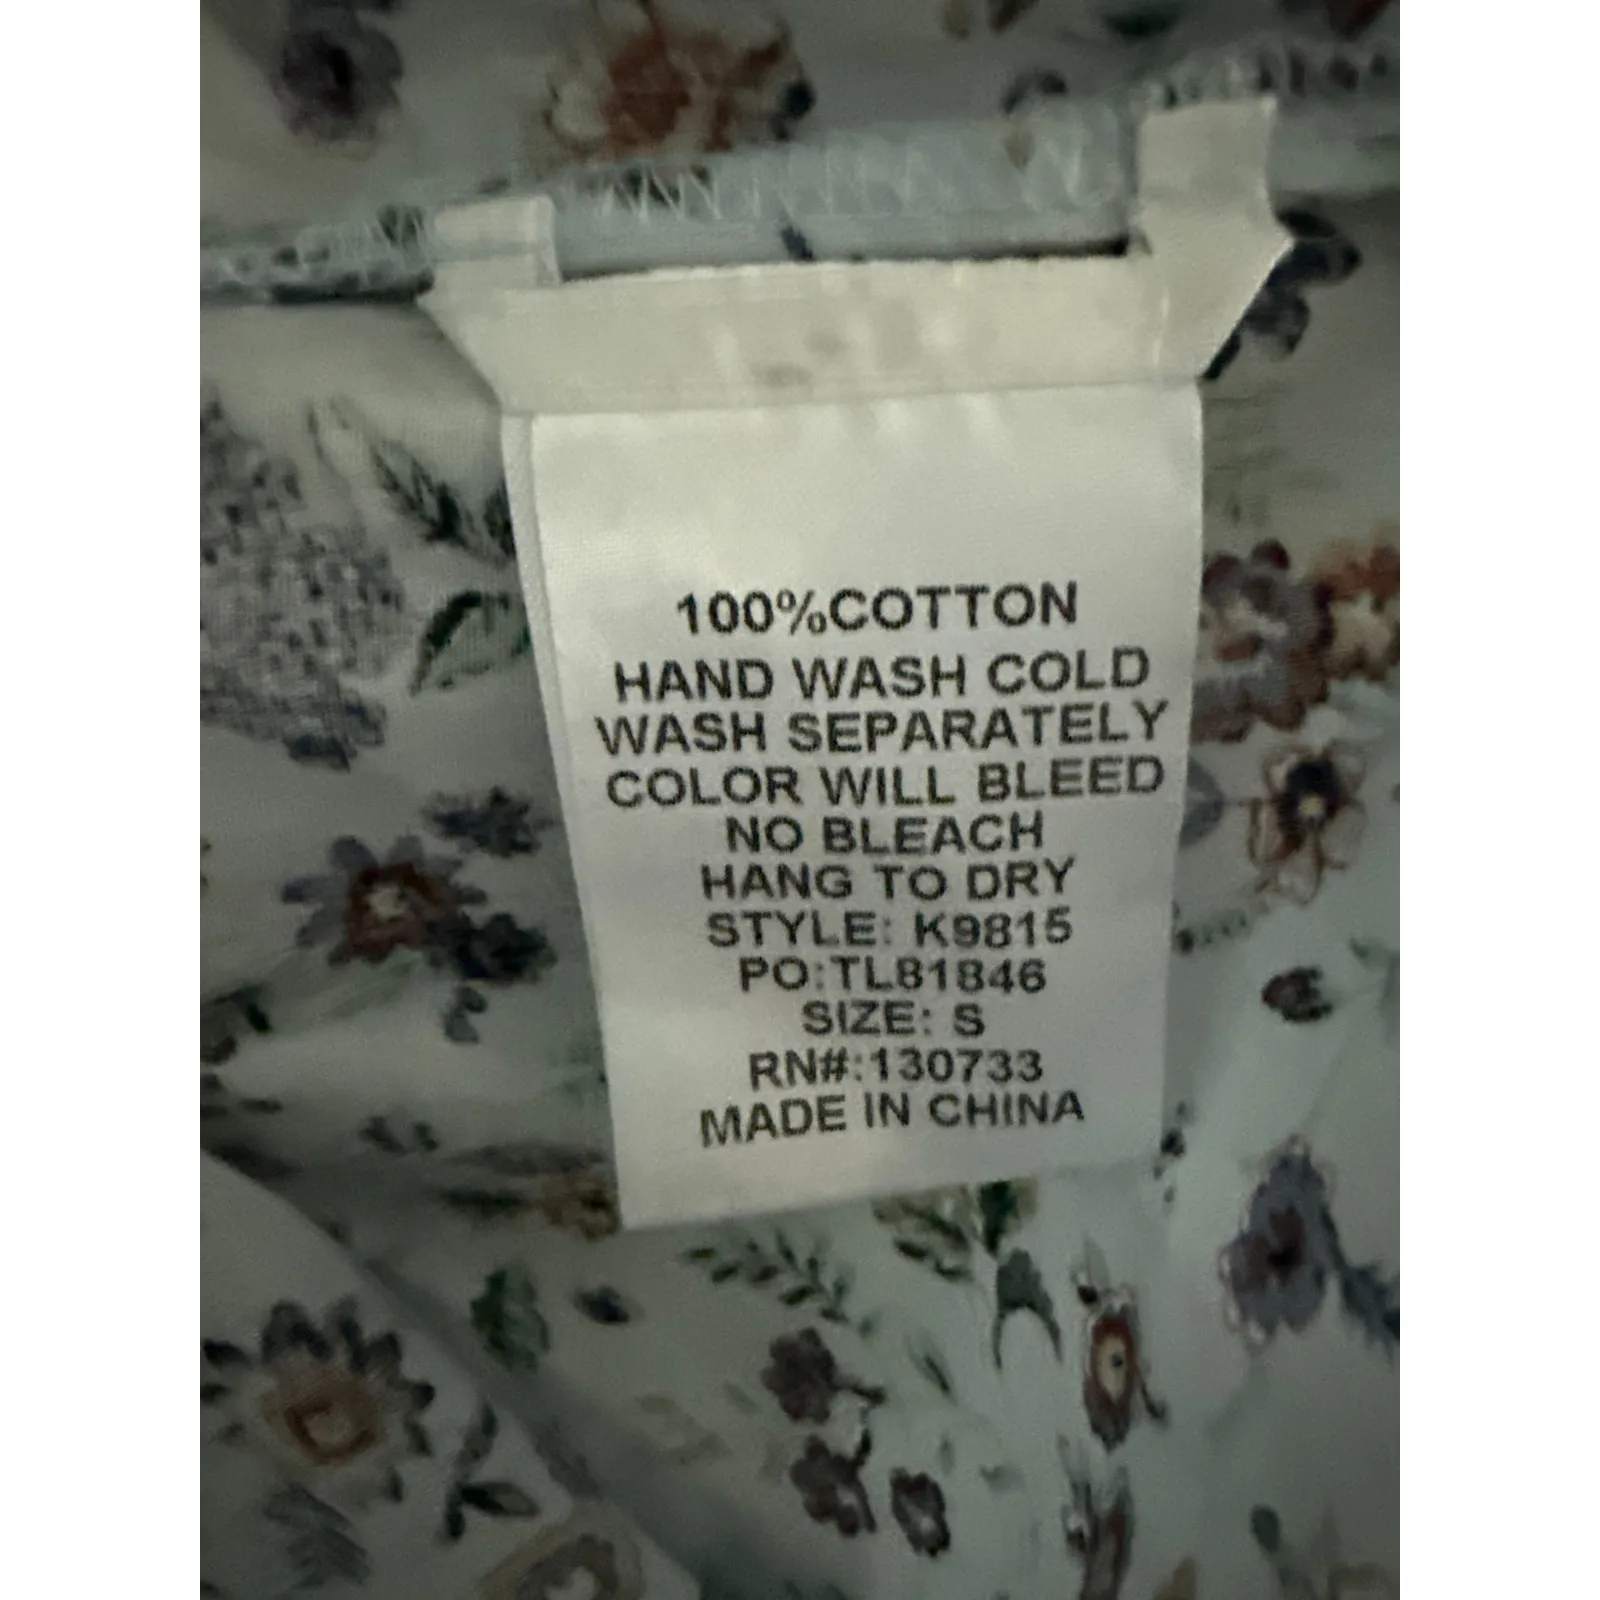 100%COTTON
HAND WASH COLD
WASH SEPARATELY
COLOR WILL BLEED
NO BLEACH
HANG TO DRY
STYLE: K9815
PO:TL81846
SIZE: S
RN#:130733
MADE IN CHINA